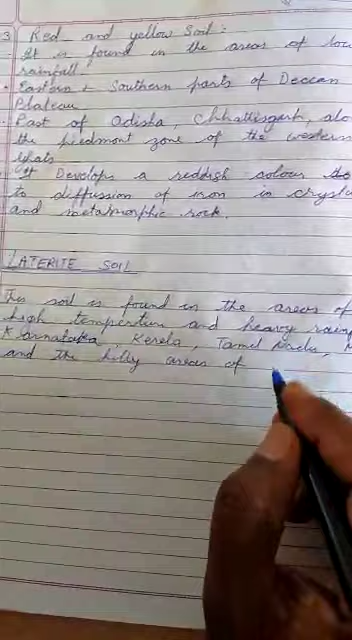 3 Red and yellow Soil:
It is found in the areas of low
rainfall.
Eastern & Southern parts of Deccan
Plateau
Part of Odisha, Chhattisgarh, alo
the piedmont zone of the western
ghats
It Develops a reddish colour
to diffussion of iron in crysta
and metamorphic rock.
LATERITE SOIL
This soil is found in the areas of
high temperature and heavy rain
Karnataka, Kerela, Tamil Nadu, M
and the hilly areas of